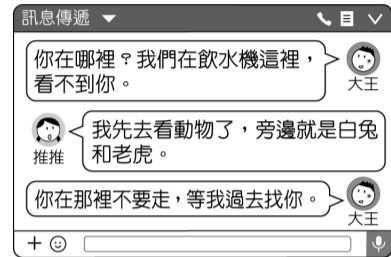 訊息傳遞
你在哪裡？我們在飲水機這裡，
看不到你。
大王
我先去看動物了，旁邊就是白兔
和老虎。
推推
你在那裡不要走，等我過去找你。
大王